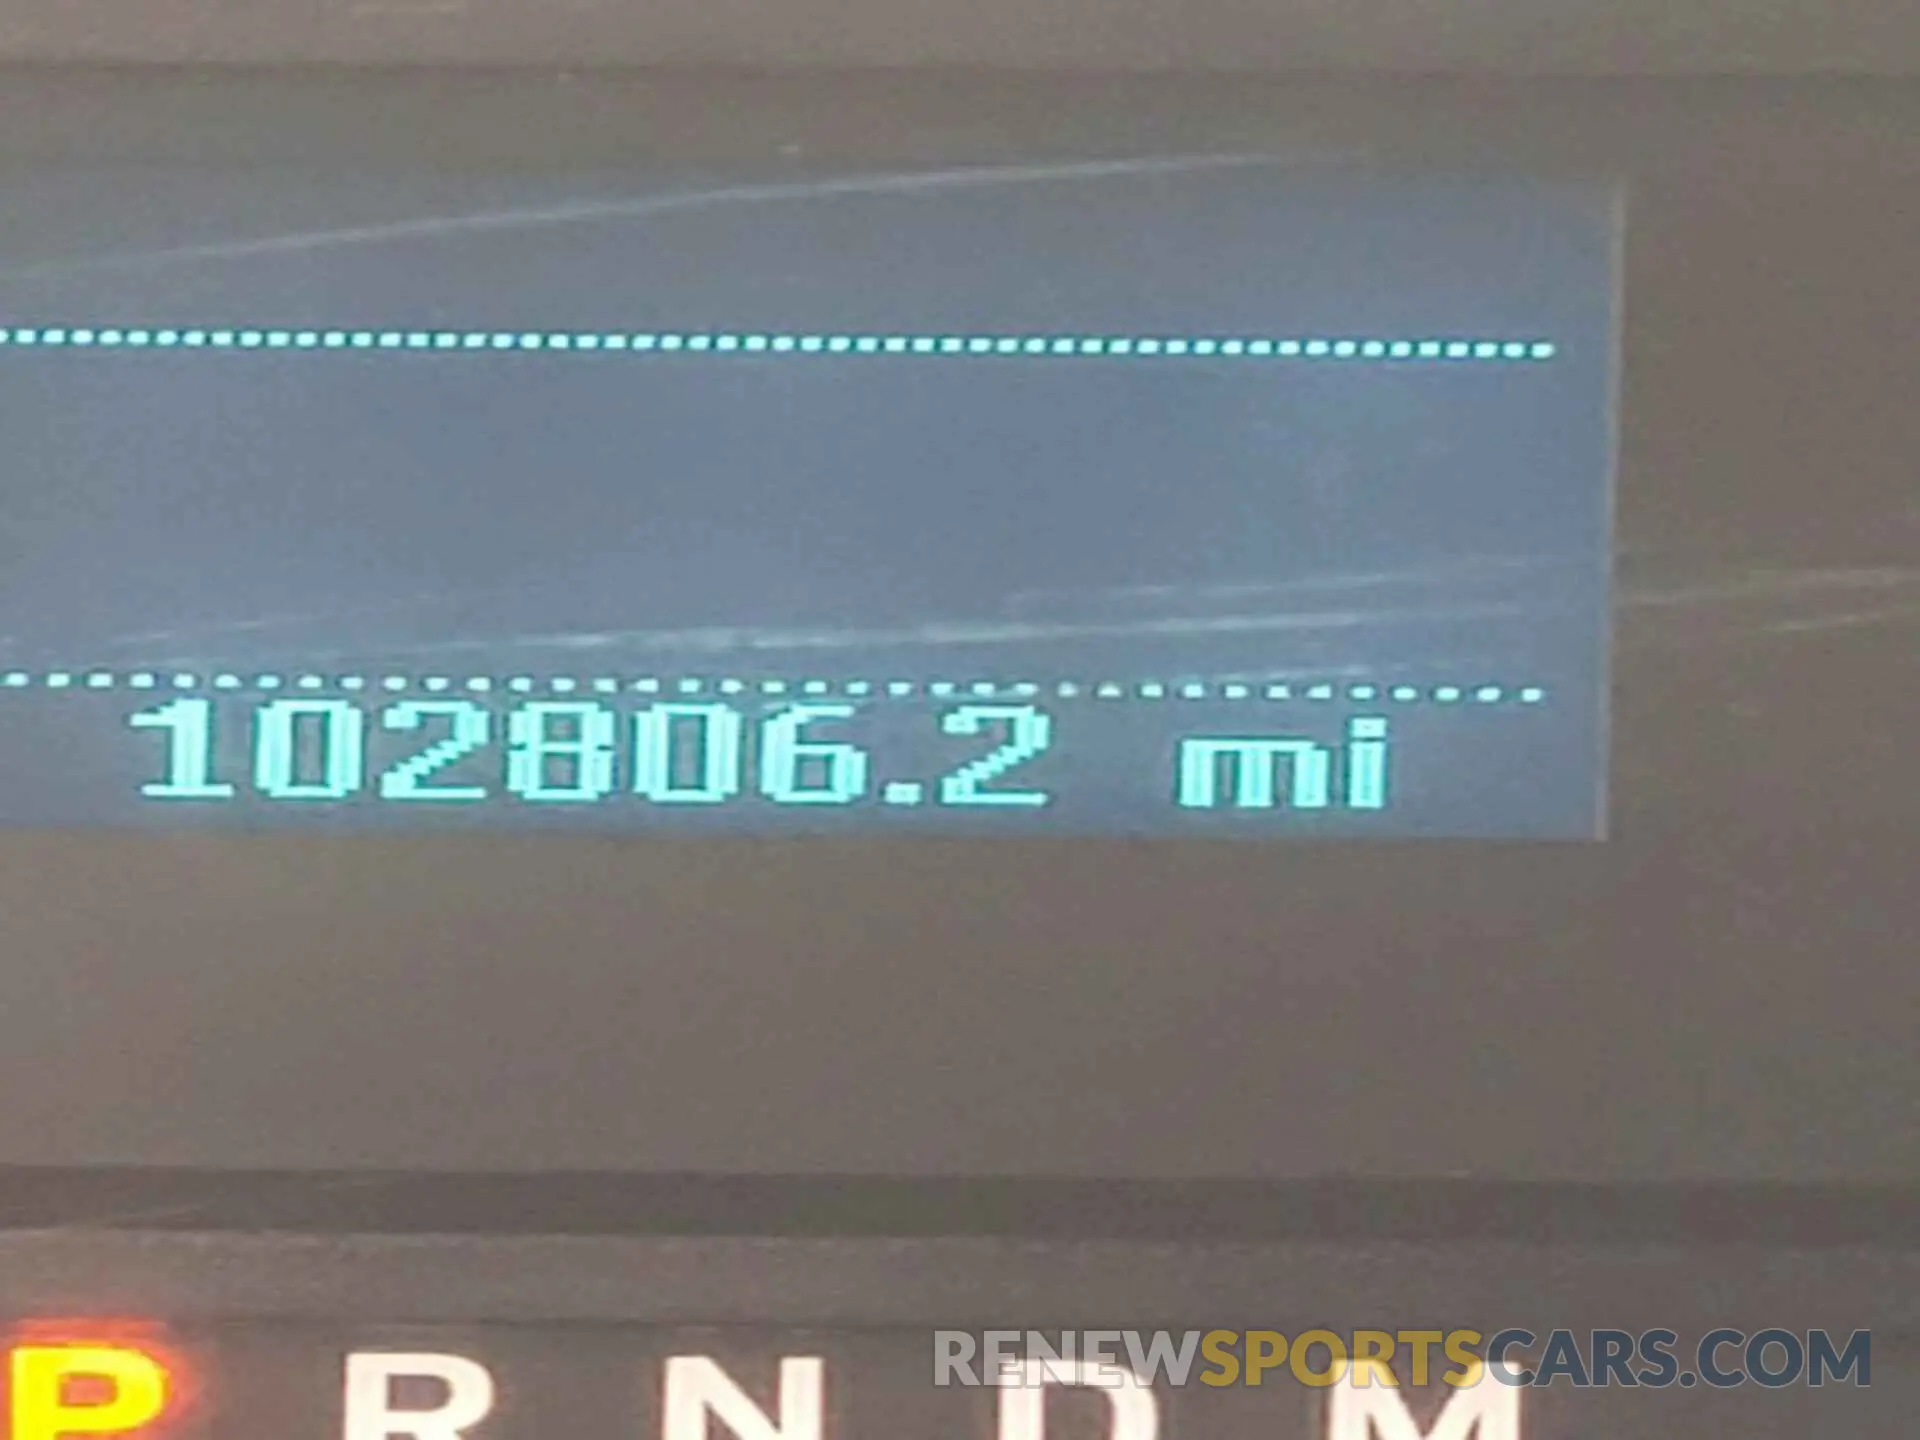 102806.2 mi
P R N D M
RENEWSPORTSCARS.COM